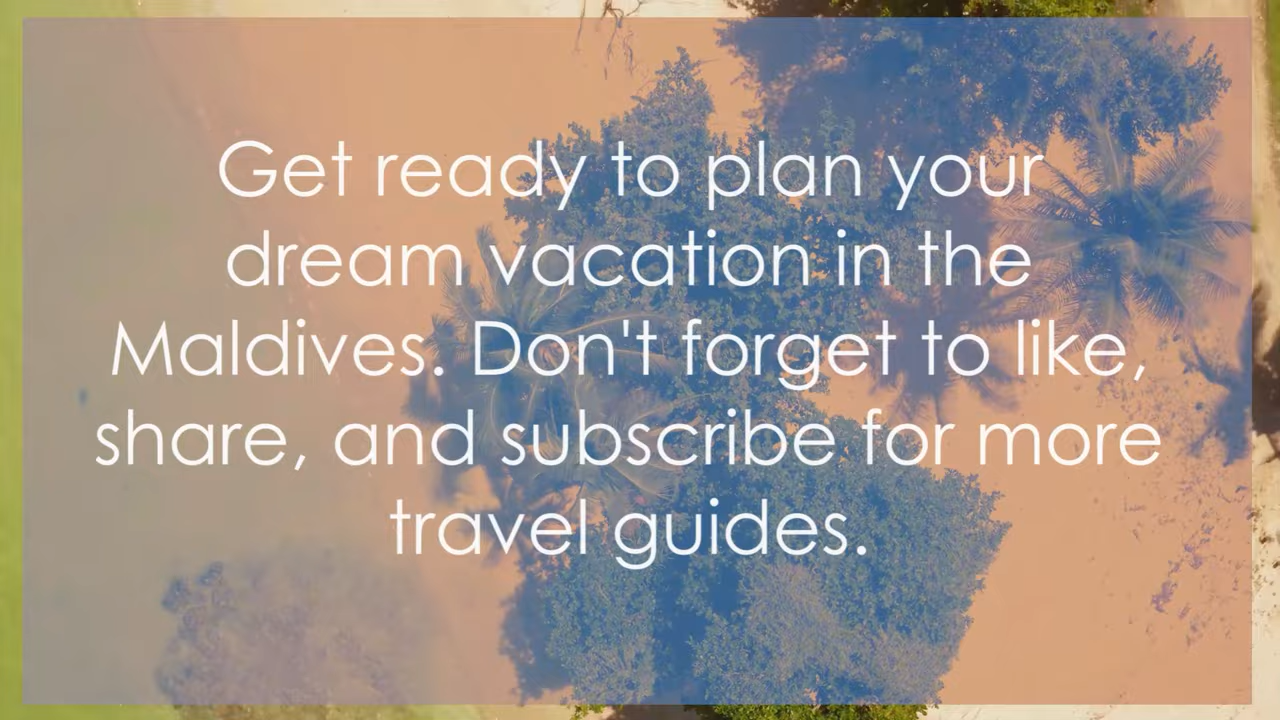 Get ready to plan your
dream vacation in the
Maldives. Don't forget to like,
share, and subscribe for more
travel guides.